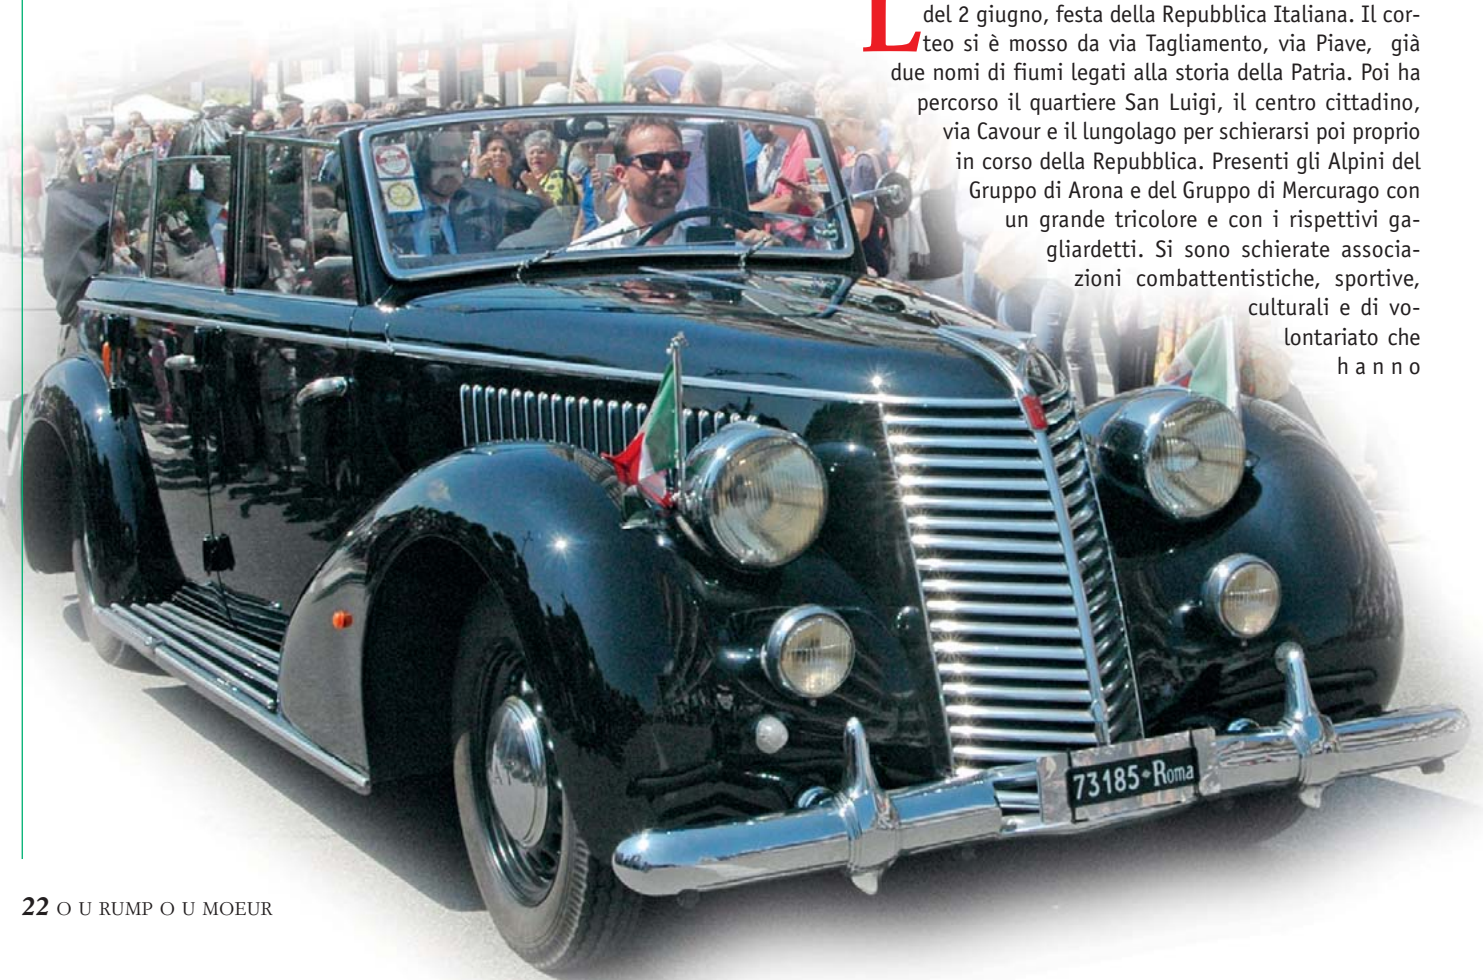 L
del 2 giugno, festa della Repubblica Italiana. Il cor-
teo si è mosso da via Tagliamento, via Piave, già
due nomi di fiumi legati alla storia della Patria. Poi ha
percorso il quartiere San Luigi, il centro cittadino,
via Cavour e il lungolago per schierarsi poi proprio
in corso della Repubblica. Presenti gli Alpini del
Gruppo di Arona e del Gruppo di Mercurago con
un grande tricolore e con i rispettivi ga-
gliardetti. Si sono schierate associa-
zioni combattentistiche, sportive,
culturali e di vo-
lontariato che
hanno
73185 Roma
22 O U RUMP O U MOEUR